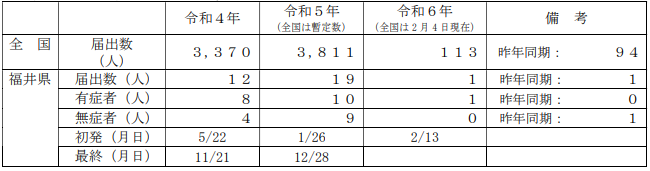 令和４年 令和５年 令和６年 備　考
(全国は暫定数) (全国は２月４日現在)
全　国 届出数（人） ３，３７０ ３，８１１ １１３ 昨年同期： ９４
福井県 届出数（人） １２ １９ １ 昨年同期： １
有症者（人） ８ １０ １ 昨年同期： ０
無症者（人） ４ ９ ０ 昨年同期： １
初発（月日） 5/22 1/26 2/13
最終（月日） 11/21 12/28